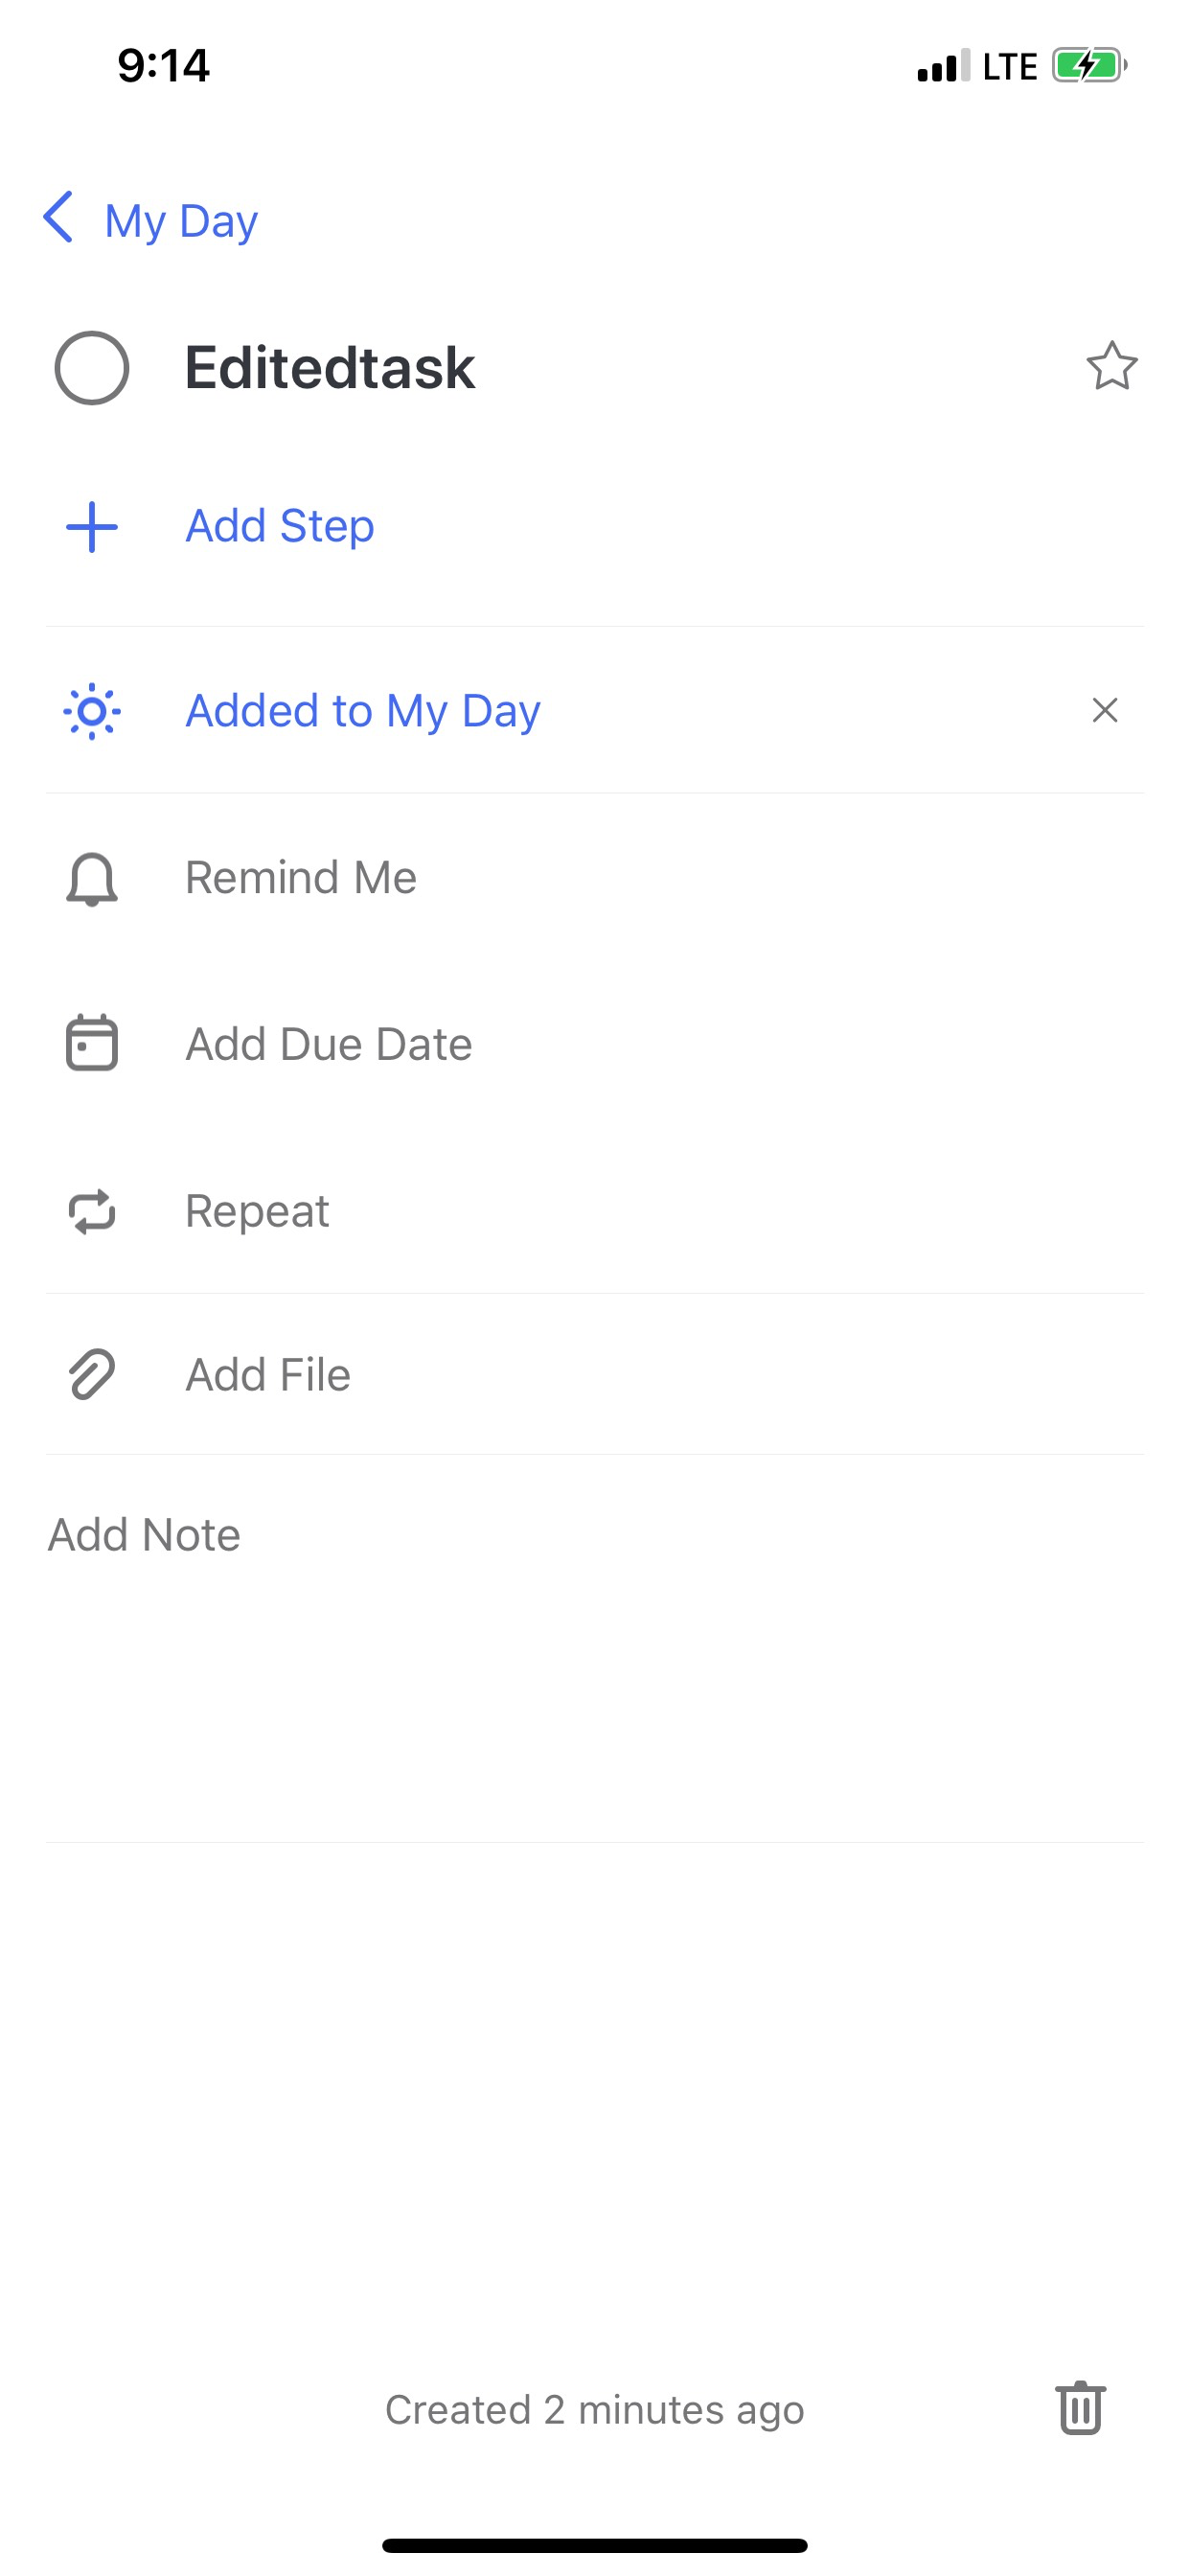 9:14 LTE
My Day
Editedtask
Add Step
Added to My Day
Remind Me
Add Due Date
Repeat
Add File
Add Note
Created 2 minutes ago